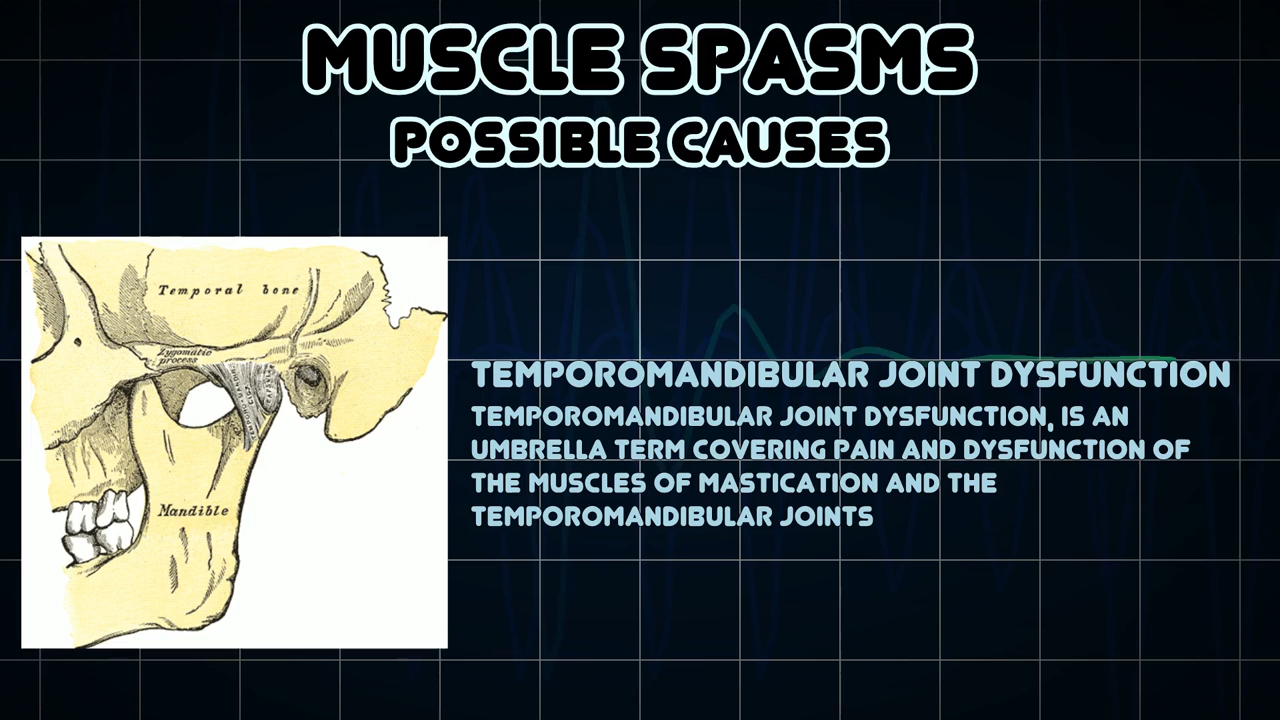 MUSCLE SPASMS
POSSIBLE CAUSES
Temporal bone
Zygomatic
process
TEMPOROMANDIBULAR JOINT DYSFUNCTION
TEMPOROMANDIBULAR JOINT DYSFUNCTION, IS AN
UMBRELLA TERM COVERING PAIN AND DYSFUNCTION OF
THE MUSCLES OF MASTICATION AND THE
TEMPOROMANDIBULAR JOINTS
Mandible